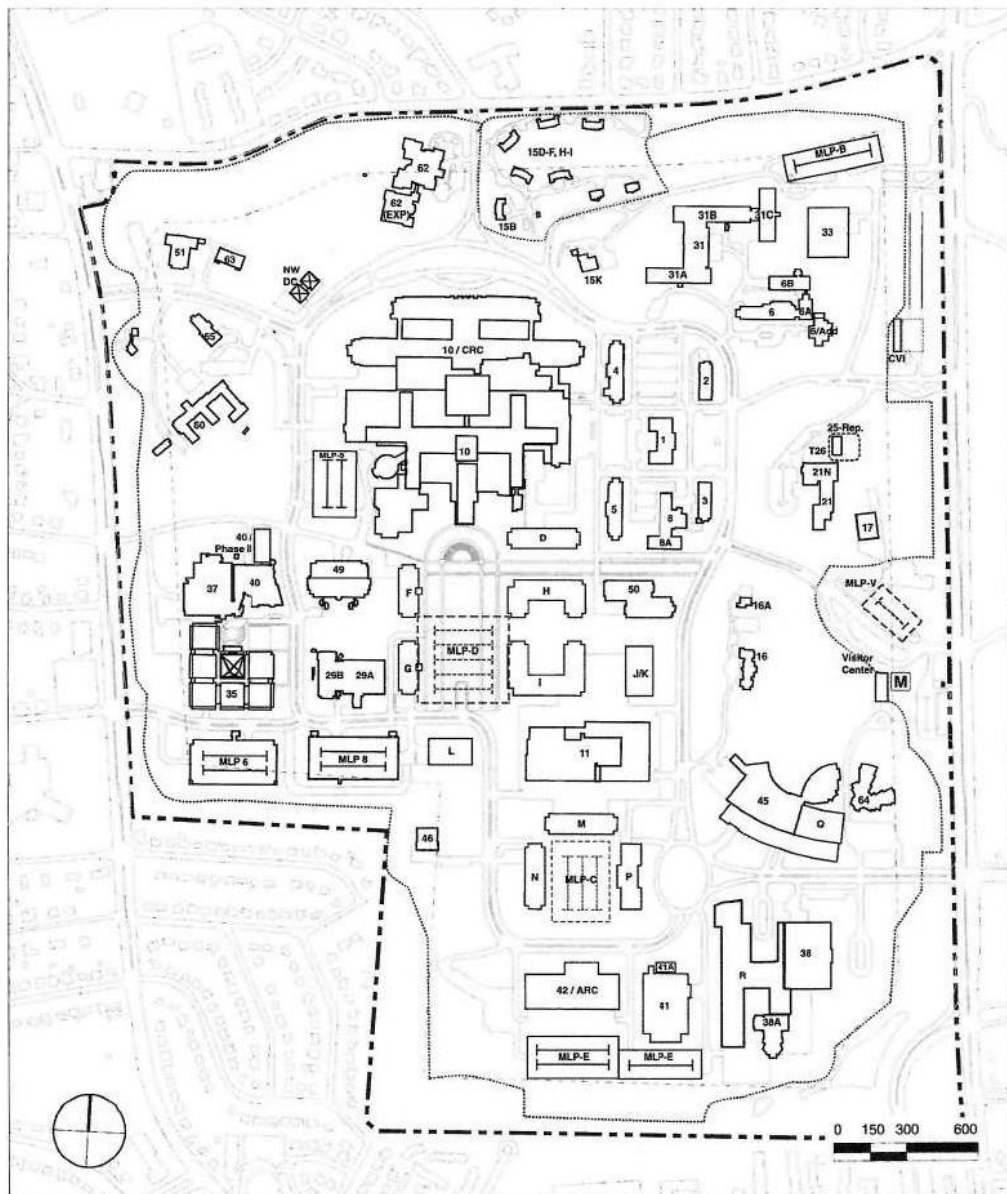 15D-F, H-I
MLP-B
62
62
(EXP)
15B
31B
31C
33
51
63
31
NW
DC
31A
15K
6B
6
6A
6/Add
65
CVI
10 / CRC
4
2
60
1
25-Rep.
T26
10
21N
MLP-9
21
5
3
8
17
8A
D
40 /
Phase II
49
37
40
MLP-V
F
H
50
16A
MLP-D
16
Visitor
Center
M
29B
29A
G
I
J/K
35
MLP 6
MLP 8
L
11
45
64
Q
M
46
N
MLP-C
P
38
R
41A
42 / ARC
41
38A
MLP-E
MLP-E
0 150 300 600